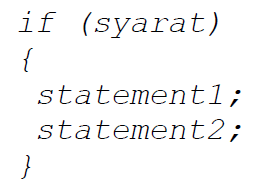 if (syarat)
{
statement1;
statement2;
}